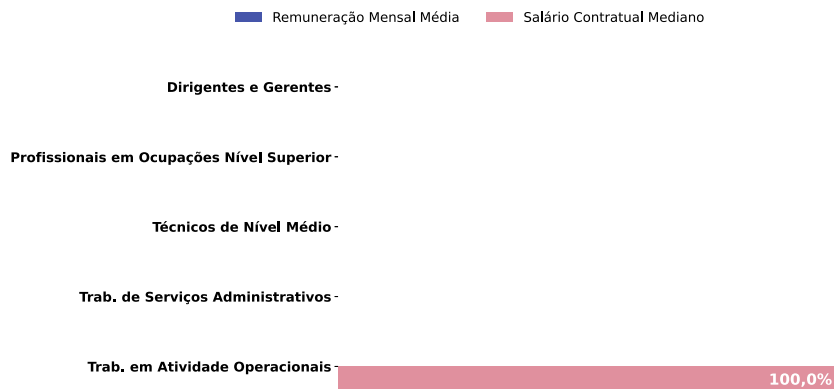 Remuneração Mensal Média Salário Contratual Mediano
Dirigentes e Gerentes
Profissionais em Ocupações Nível Superior
Técnicos de Nível Médio
Trab. de Serviços Administrativos
Trab. em Atividade Operacionais
100,0%